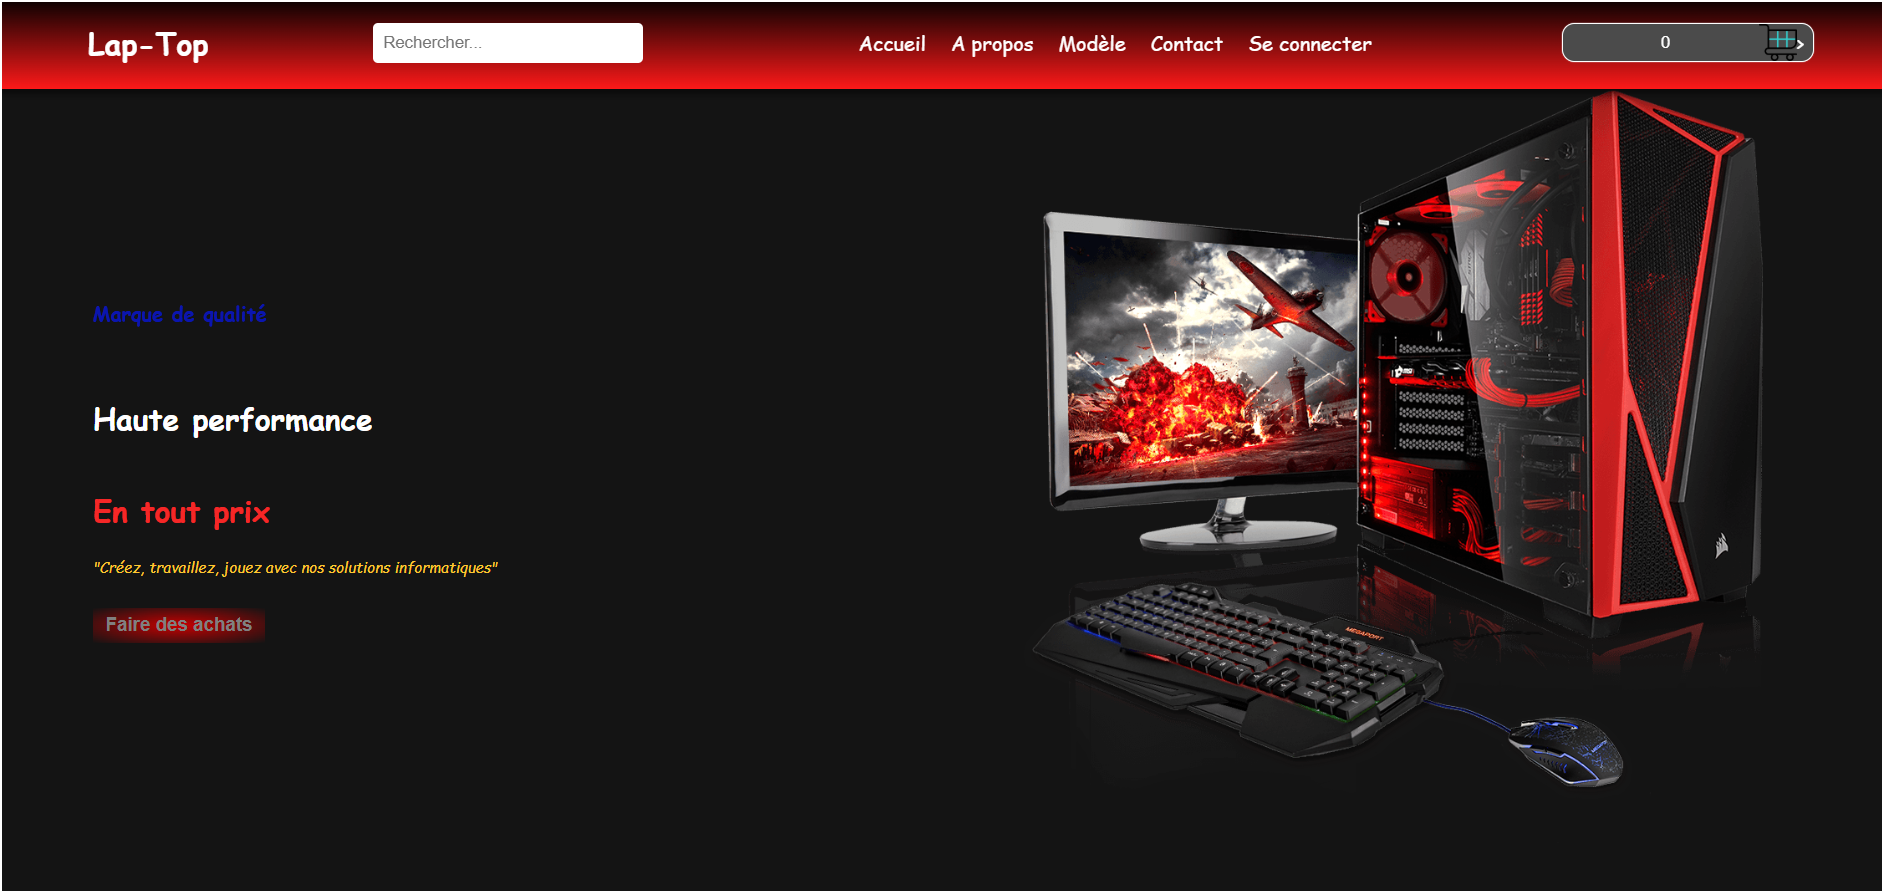 Lap-Top
Rechercher...
Accueil A propos Modèle Contact Se connecter
0
Marque de qualité
Haute performance
En tout prix
"Créez, travaillez, jouez avec nos solutions informatiques"
Faire des achats
MEGAPORT